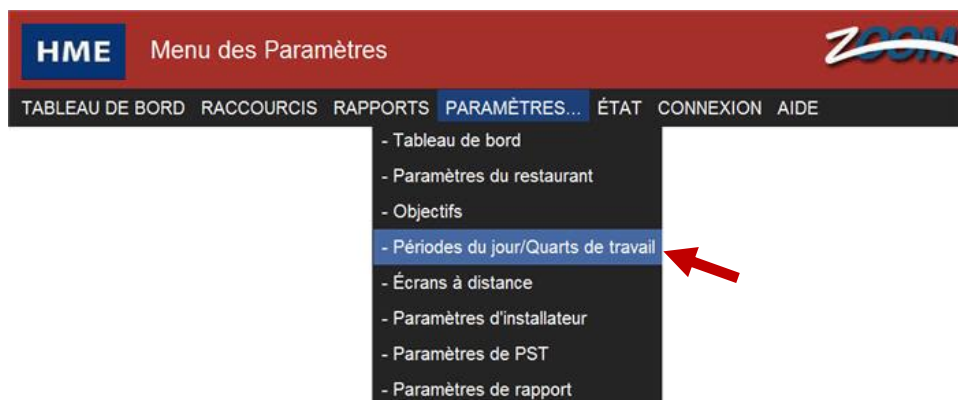 HME Menu des Paramètres ZOOM
TABLEAU DE BORD RACCOURCIS RAPPORTS PARAMÈTRES... ÉTAT CONNEXION AIDE
- Tableau de bord
- Paramètres du restaurant
- Objectifs
- Périodes du jour/Quarts de travail
- Écrans à distance
- Paramètres d'installateur
- Paramètres de PST
- Paramètres de rapport